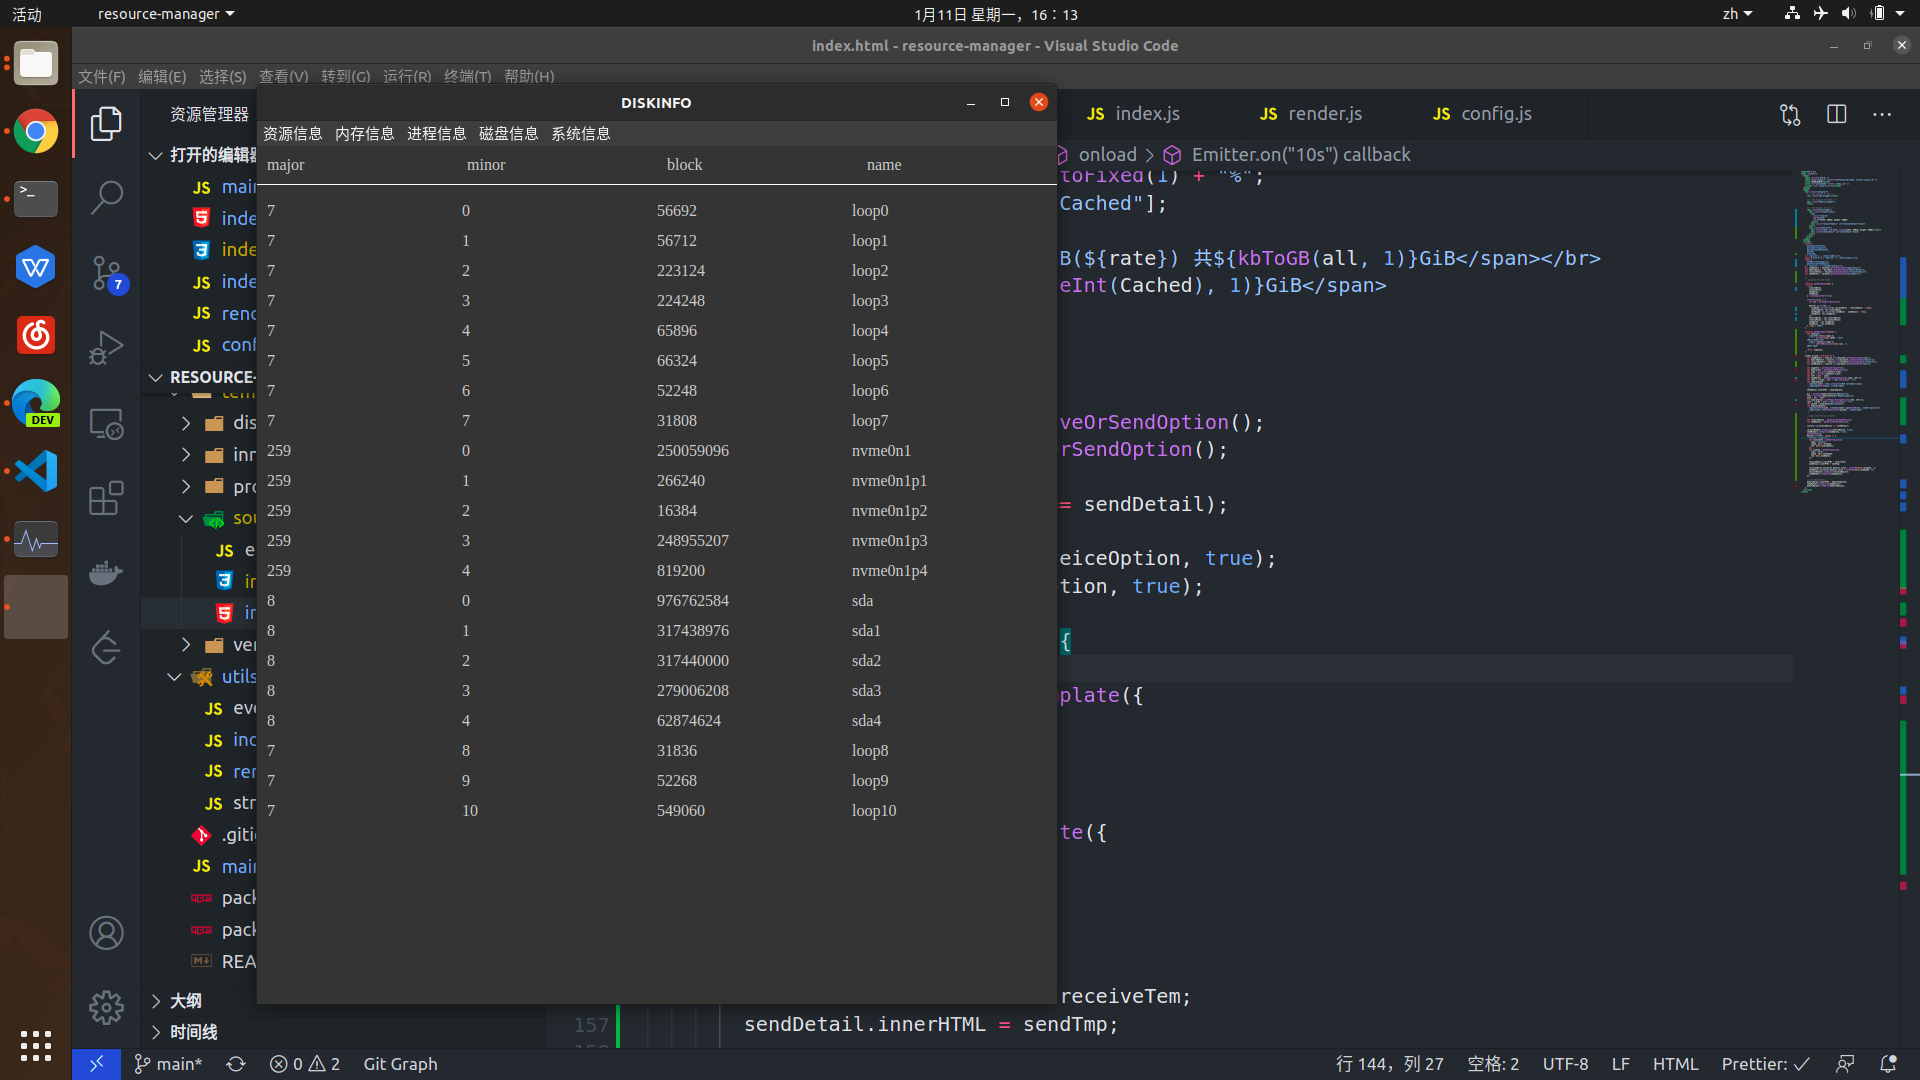 活动 resource-manager 1月11日 星期一，16：13 zh
index.html - resource-manager - Visual Studio Code
文件(F) 编辑(E) 选择(S) 查看(V) 转到(G) 运行(R) 终端(T) 帮助(H)
资源管理器
打开的编辑器
JS main
inde
inde
JS inde
JS rend
JS conf
RESOURCE-
dis
inn
pro
sou
JS e
in
in
ver
utils
JS eve
JS ind
JS ren
JS str
.gitig
JS main
pack
pack
REA
大纲
时间线
DISKINFO
资源信息 内存信息 进程信息 磁盘信息 系统信息
major minor block name
7 0 56692 loop0
7 1 56712 loop1
7 2 223124 loop2
7 3 224248 loop3
7 4 65896 loop4
7 5 66324 loop5
7 6 52248 loop6
7 7 31808 loop7
259 0 250059096 nvme0n1
259 1 266240 nvme0n1p1
259 2 16384 nvme0n1p2
259 3 248955207 nvme0n1p3
259 4 819200 nvme0n1p4
8 0 976762584 sda
8 1 317438976 sda1
8 2 317440000 sda2
8 3 279006208 sda3
8 4 62874624 sda4
7 8 31836 loop8
7 9 52268 loop9
7 10 549060 loop10
JS index.js JS render.js JS config.js
onload > Emitter.on("10s") callback
toFixed(1) + "%";
Cached"];
B(${rate}) 共${kbToGB(all, 1)}GiB</span></br>
eInt(Cached), 1)}GiB</span>
veOrSendOption();
rSendOption();
= sendDetail);
eiceOption, true);
tion, true);
{
plate({
te({
receiveTem;
157 sendDetail.innerHTML = sendTmp;
main* 0 2 Git Graph 行 144，列 27 空格: 2 UTF-8 LF HTML Prettier: ✓
DEV
7